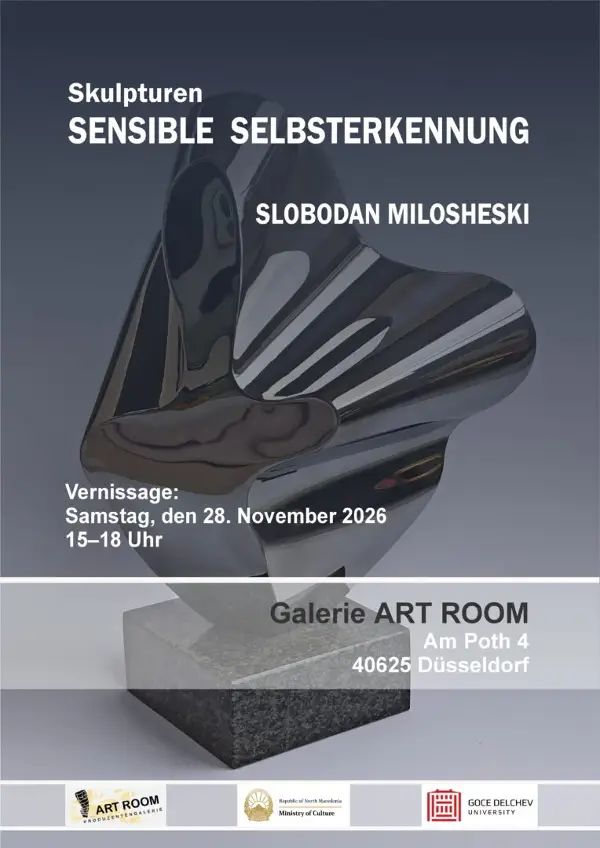 Skulpturen
SENSIBLE SELBSTERKENNUNG
SLOBODAN MILOSHESKI
Vernissage:
Samstag, den 28. November 2026
15–18 Uhr
Galerie ART ROOM
Am Poth 4
40625 Düsseldorf
ART ROOM
PRODUZENTENGALERIE
Republic of North Macedonia
Ministry of Culture
GOCE DELCHEV
UNIVERSITY